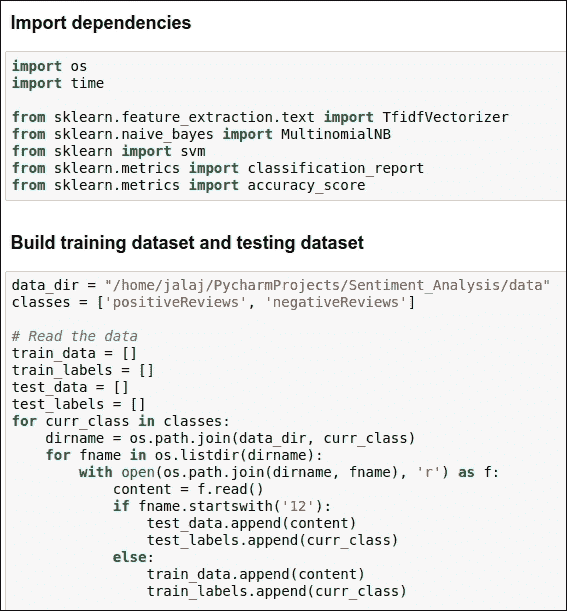 Import dependencies
import os
import time
from sklearn.feature_extraction.text import TfidfVectorizer
from sklearn.naive_bayes import MultinomialNB
from sklearn import svm
from sklearn.metrics import classification_report
from sklearn.metrics import accuracy_score
Build training dataset and testing dataset
data_dir = "/home/jalaj/PycharmProjects/Sentiment_Analysis/data"
classes = ['positiveReviews', 'negativeReviews']
# Read the data
train_data = []
train_labels = []
test_data = []
test_labels = []
for curr_class in classes:
    dirname = os.path.join(data_dir, curr_class)
    for fname in os.listdir(dirname):
        with open(os.path.join(dirname, fname), 'r') as f:
            content = f.read()
            if fname.startswith('12'):
                test_data.append(content)
                test_labels.append(curr_class)
            else:
                train_data.append(content)
                train_labels.append(curr_class)